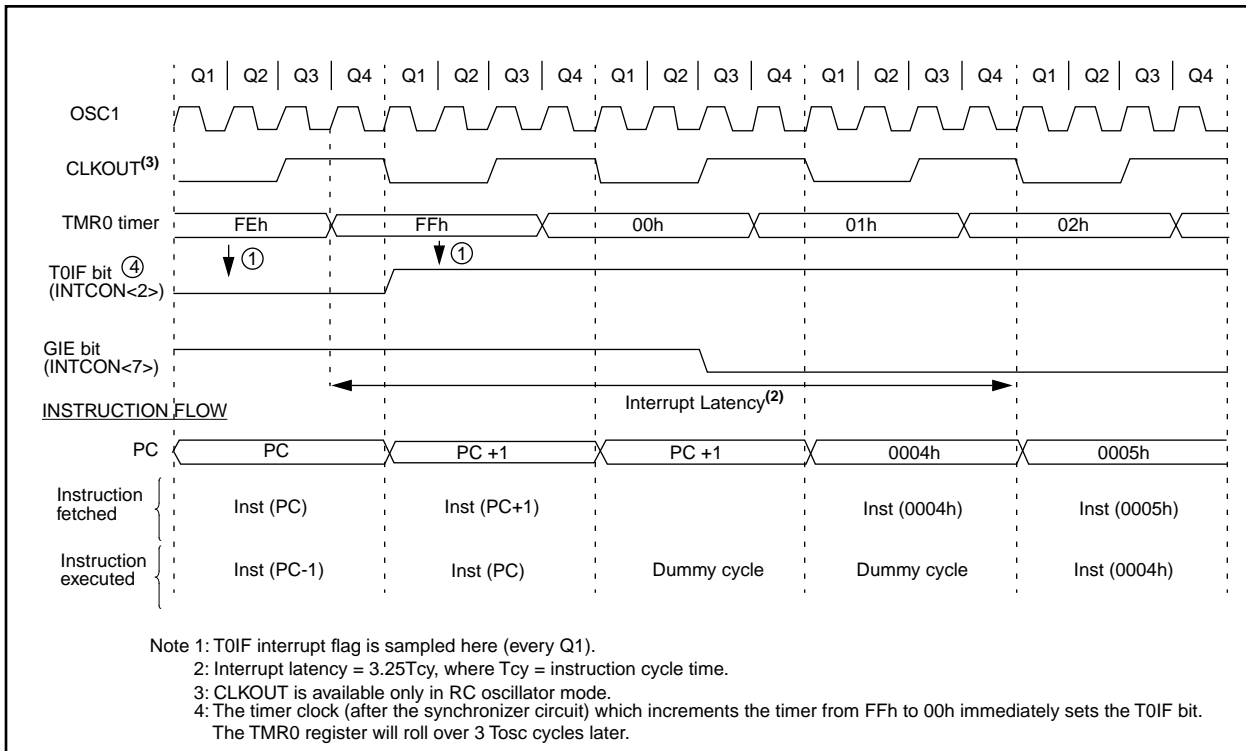 Q1 Q2 Q3 Q4 Q1 Q2 Q3 Q4 Q1 Q2 Q3 Q4 Q1 Q2 Q3 Q4 Q1 Q2 Q3 Q4
OSC1
CLKOUT(3)
TMR0 timer FEh FFh 00h 01h 02h
1 1
T0IF bit 4
(INTCON<2>)
GIE bit
(INTCON<7>)
Interrupt Latency(2)
INSTRUCTION FLOW
PC PC PC +1 PC +1 0004h 0005h
Instruction
fetched
Inst (PC) Inst (PC+1) Inst (0004h) Inst (0005h)
Instruction
executed
Inst (PC-1) Inst (PC) Dummy cycle Dummy cycle Inst (0004h)
Note 1: T0IF interrupt flag is sampled here (every Q1).
2: Interrupt latency = 3.25Tcy, where Tcy = instruction cycle time.
3: CLKOUT is available only in RC oscillator mode.
4: The timer clock (after the synchronizer circuit) which increments the timer from FFh to 00h immediately sets the T0IF bit.
The TMR0 register will roll over 3 Tosc cycles later.